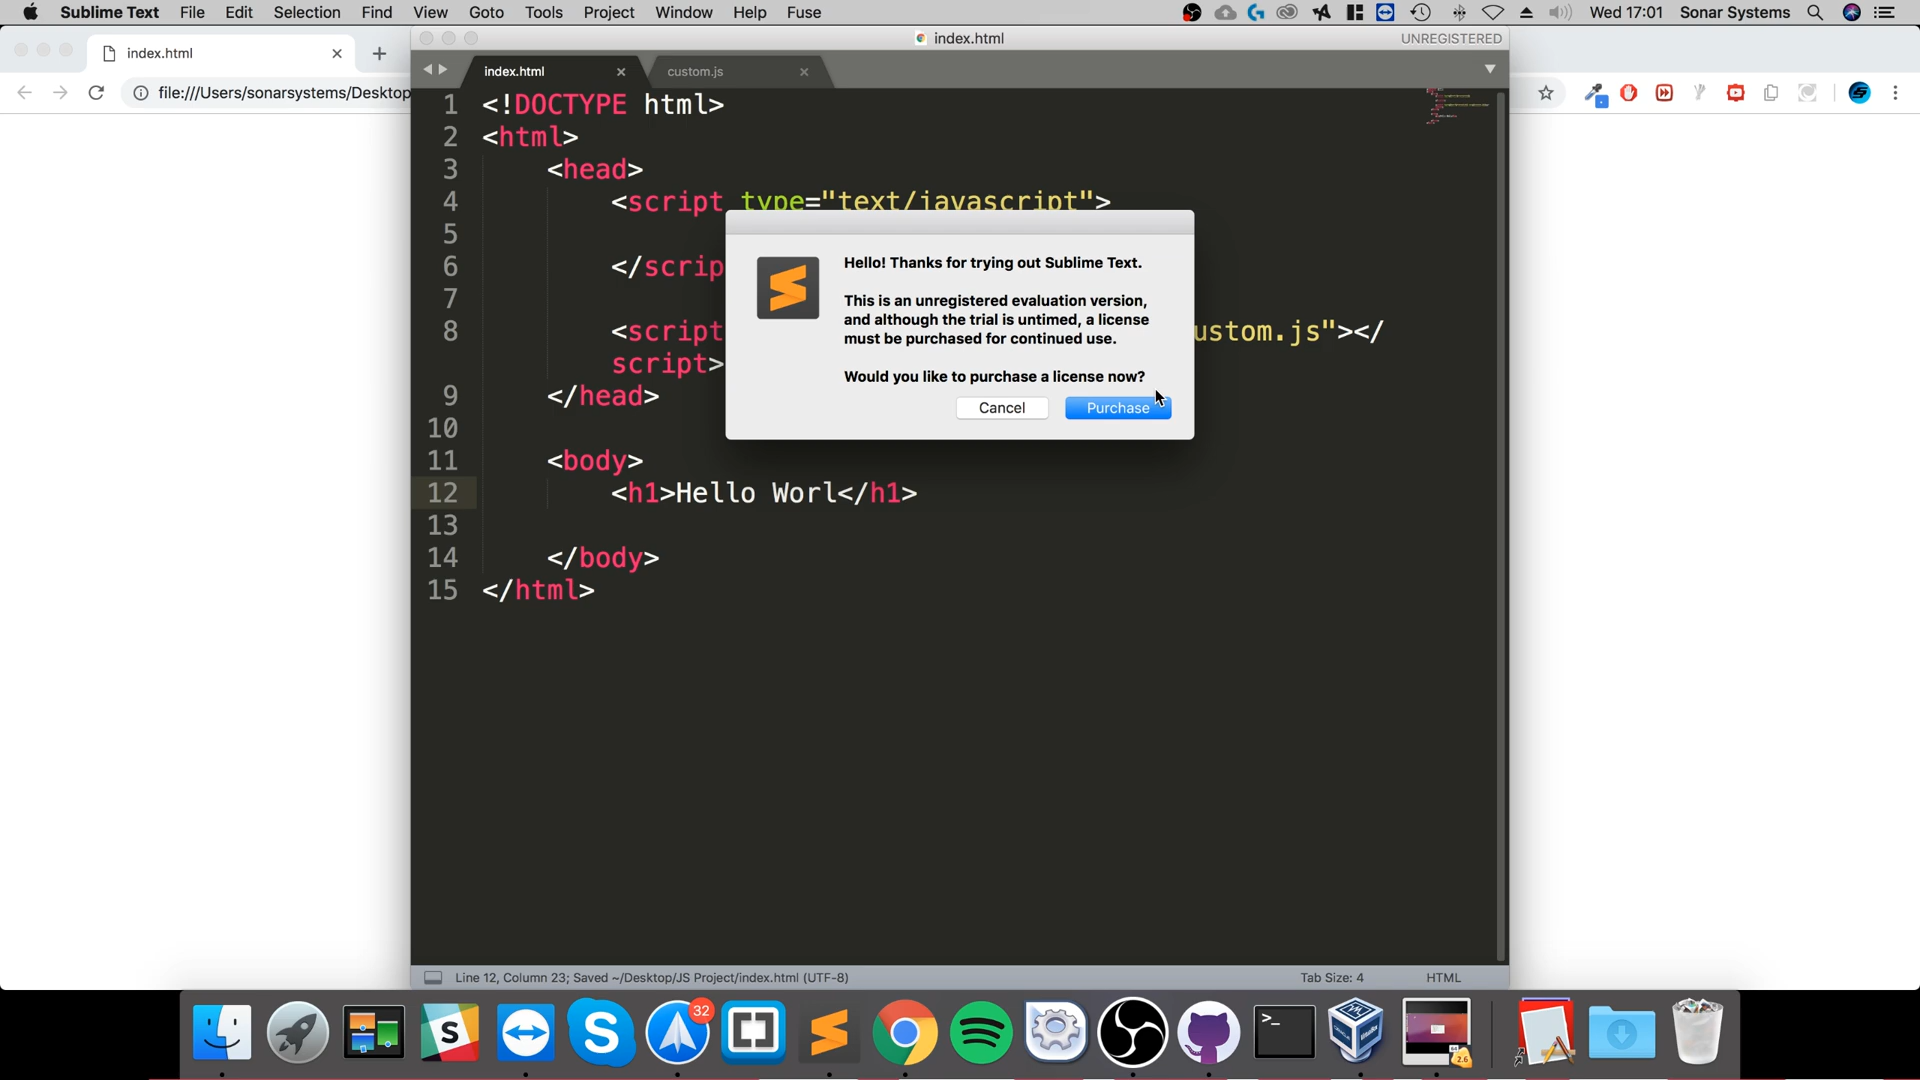 Sublime Text File Edit Selection Find View Goto Tools Project Window Help Fuse Wed 17:01 Sonar Systems
index.html
index.html
UNREGISTERED
index.html
custom.js
file:///Users/sonarsystems/Desktop
1 <!DOCTYPE html>
2 <html>
3 <head>
4 <script type="text/javascript">
5
6 </scrip
7
8 <script ustom.js"></
script>
9 </head>
10
11 <body>
12 <h1>Hello Worl</h1>
13
14 </body>
15 </html>
Hello! Thanks for trying out Sublime Text.
This is an unregistered evaluation version,
and although the trial is untimed, a license
must be purchased for continued use.
Would you like to purchase a license now?
Cancel
Purchase
Line 12, Column 23; Saved ~/Desktop/JS Project/index.html (UTF-8)
Tab Size: 4
HTML
32
2.6